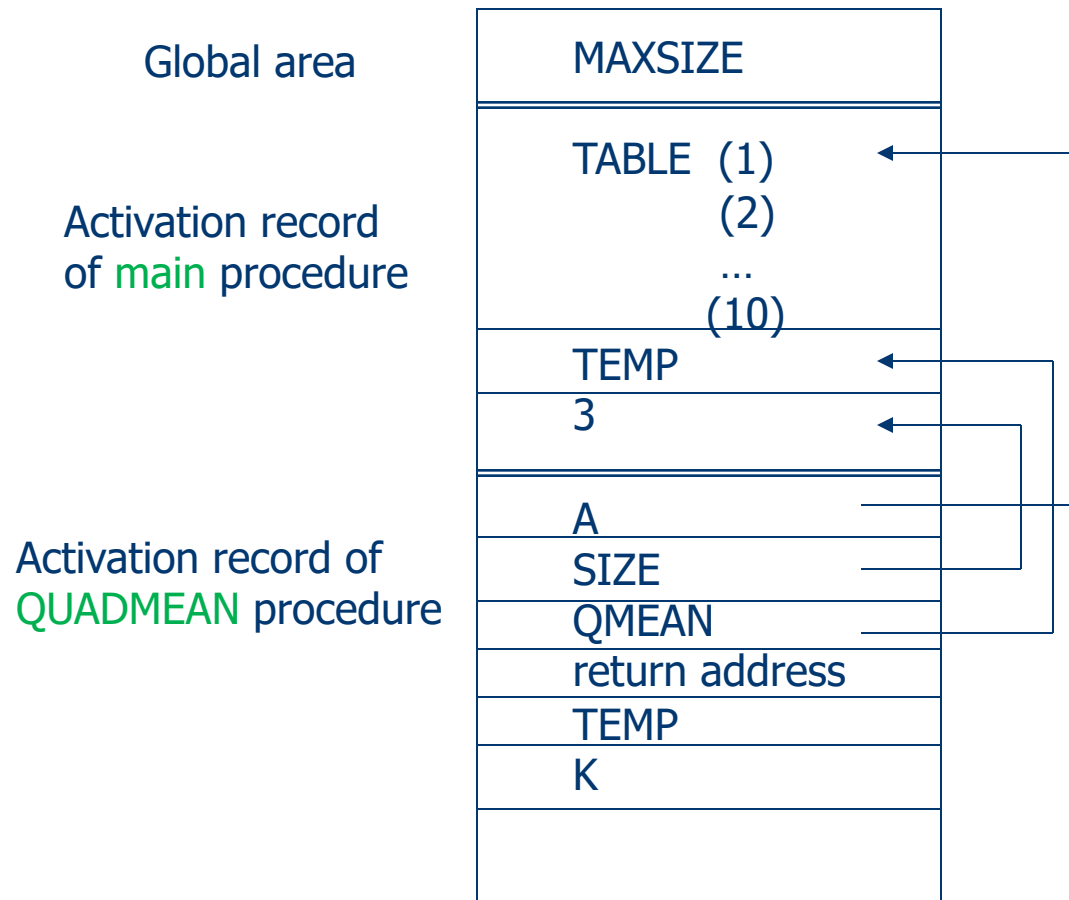 Global area
MAXSIZE
TABLE (1)
(2)
...
(10)
Activation record
of main procedure
TEMP
3
A
SIZE
QMEAN
return address
TEMP
K
Activation record of
QUADMEAN procedure